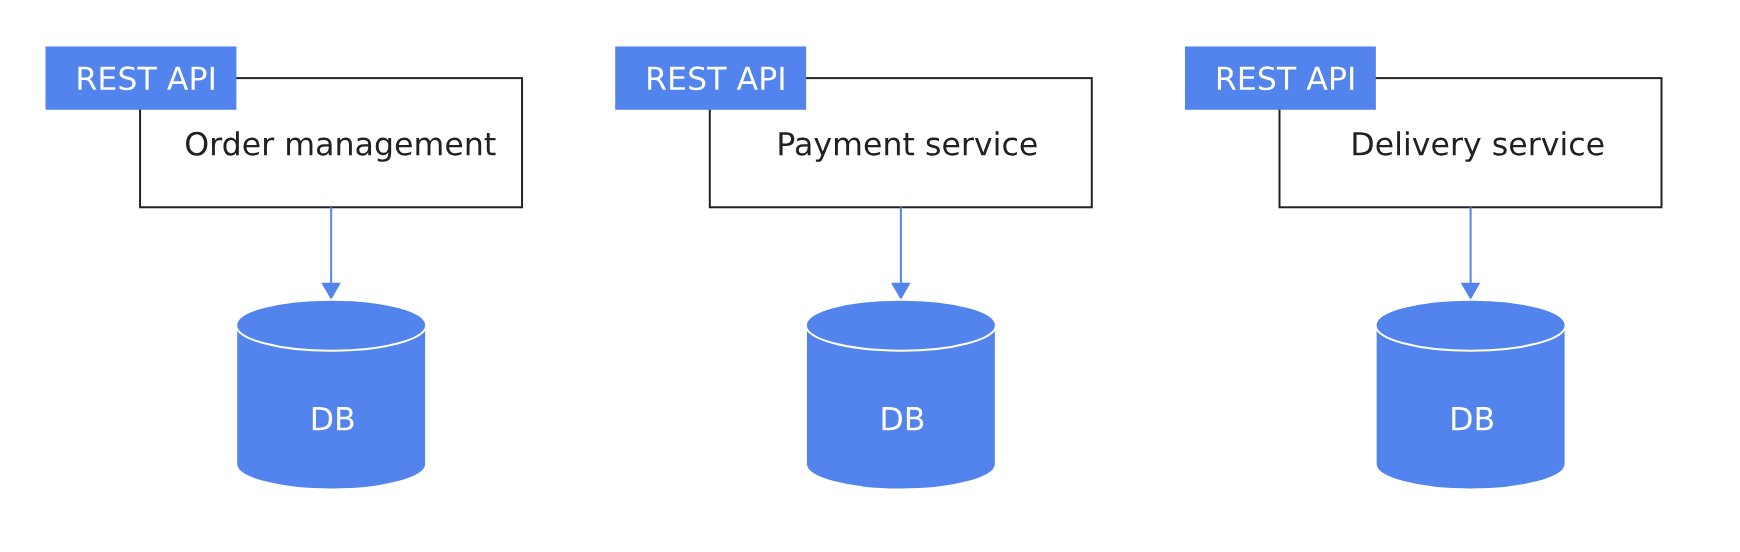 REST API
Order management
DB
REST API
Payment service
DB
REST API
Delivery service
DB